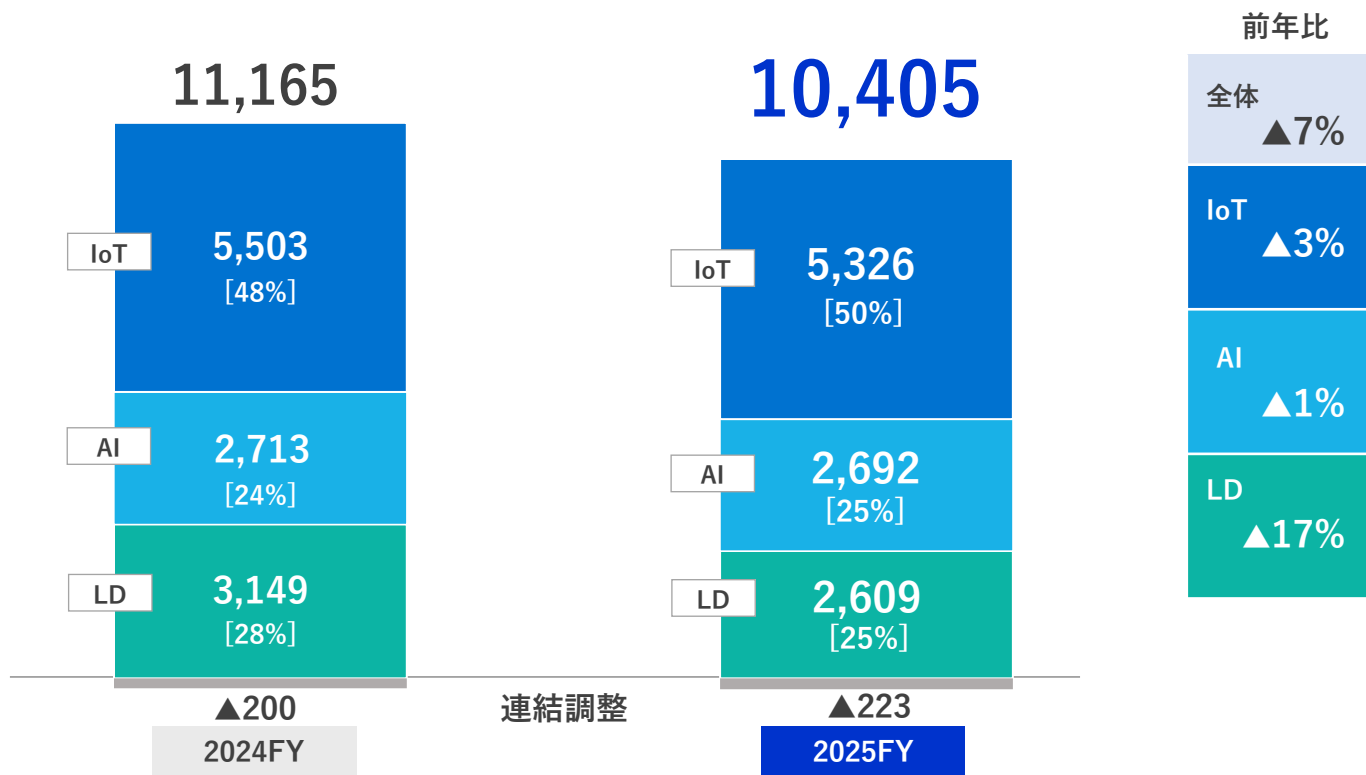 前年比
11,165
10,405
全体
▲7%
IoT
5,503
[48%]
IoT
5,326
[50%]
IoT
▲3%
AI
2,713
[24%]
AI
2,692
[25%]
AI
▲1%
LD
3,149
[28%]
LD
2,609
[25%]
LD
▲17%
▲200
連結調整
▲223
2024FY
2025FY